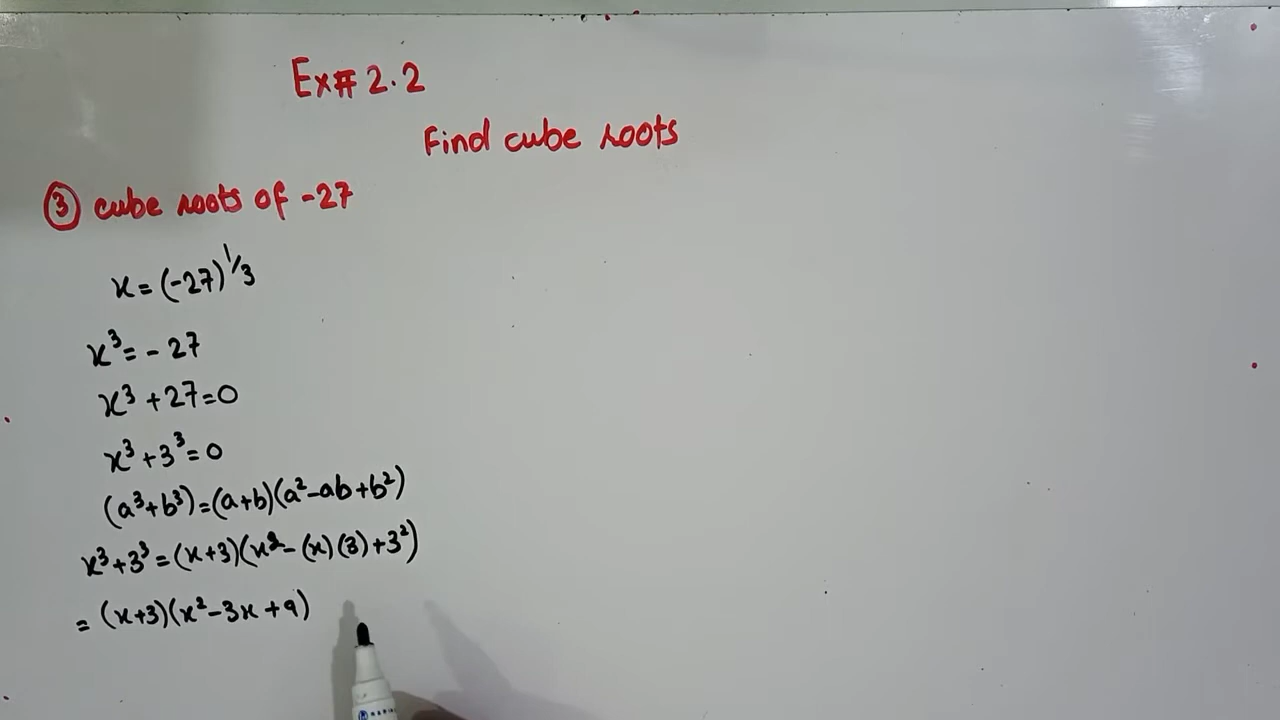 Ex# 2.2
Find cube roots
③ cube roots of -27
x = (-27)^1/3
x³ = - 27
x³ + 27 = 0
x³ + 3³ = 0
(a³+b³) = (a+b)(a²-ab+b²)
x³+3³ = (x+3)(x²-(x)(3)+3²)
= (x+3)(x²-3x+9)